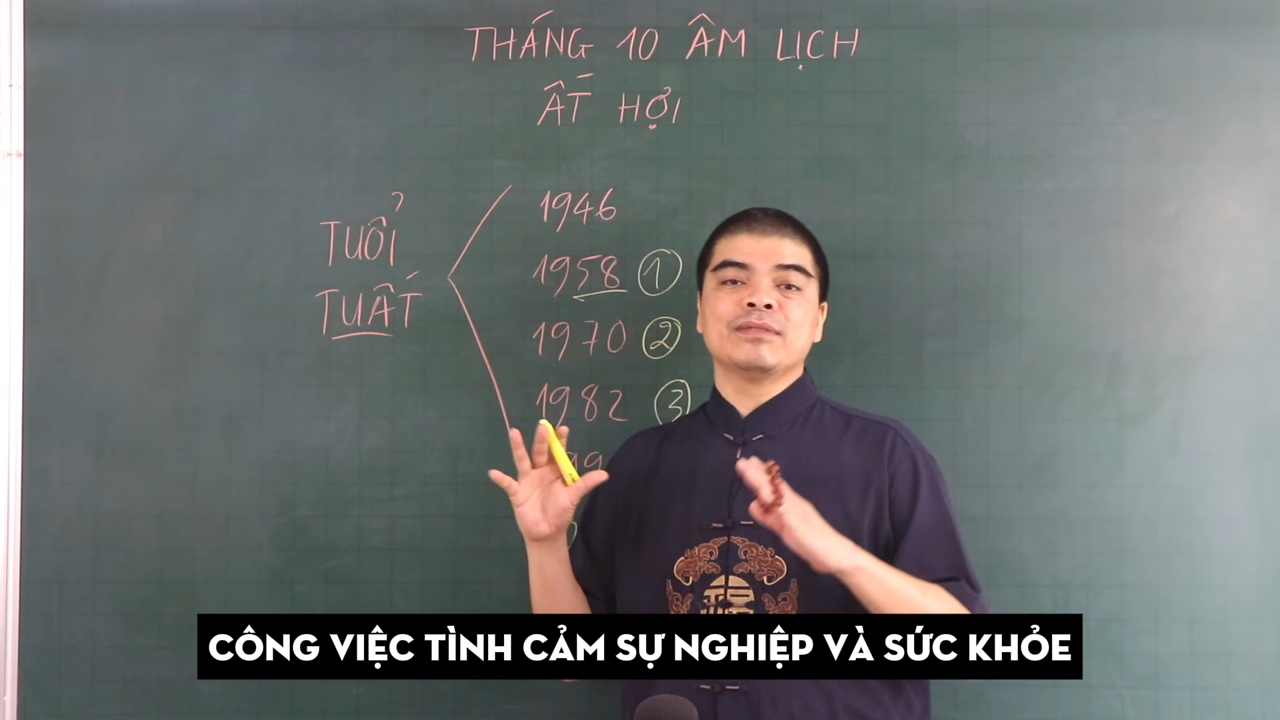 THÁNG 10 ÂM LỊCH
ẤT HỢI
TUỔI
TUẤT
1946
1958 1
1970 2
1982 3
福
CÔNG VIỆC TÌNH CẢM SỰ NGHIỆP VÀ SỨC KHỎE